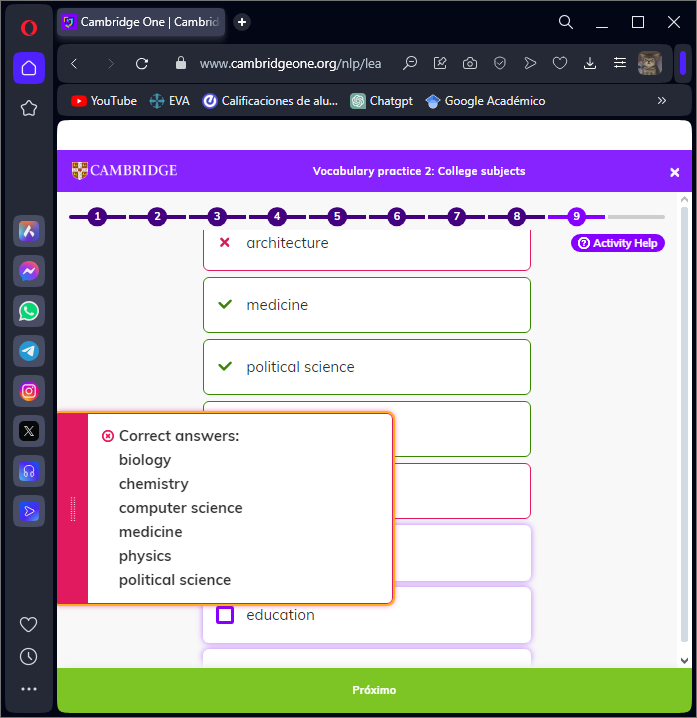 Cambridge One | Cambrid
www.cambridgeone.org/nlp/lea
YouTube
EVA
Calificaciones de alu...
Chatgpt
Google Académico
CAMBRIDGE
Vocabulary practice 2: College subjects
1 2 3 4 5 6 7 8 9
Activity Help
architecture
medicine
political science
Correct answers:
biology
chemistry
computer science
medicine
physics
political science
education
Próximo